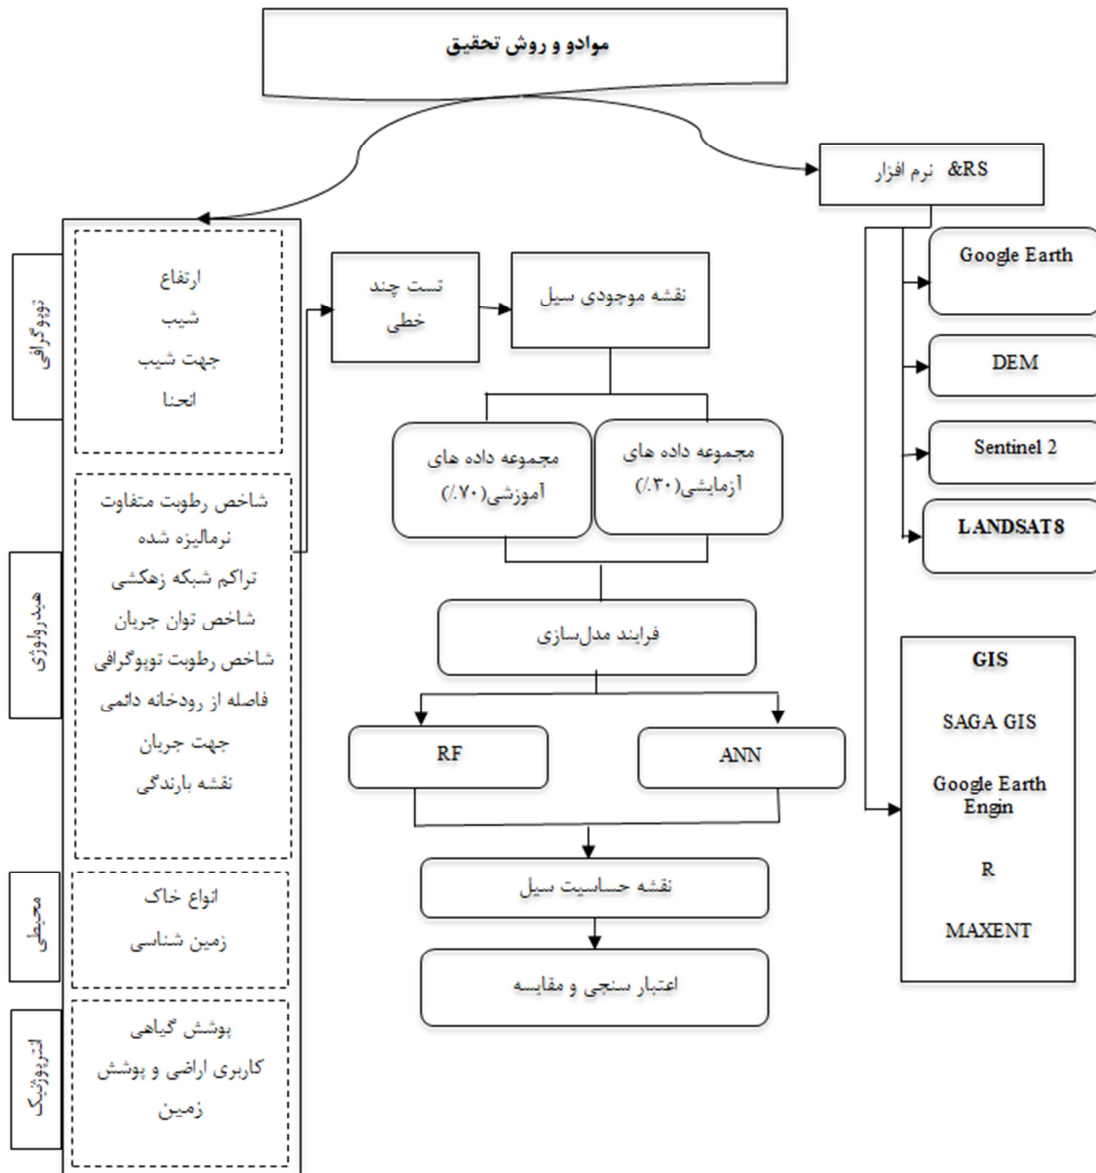 موادو و روش تحقیق
نرم افزار &RS
Google Earth
DEM
Sentinel 2
LANDSAT8
GIS
SAGA GIS
Google Earth
Engin
R
MAXENT
توپوگرافی
ارتفاع
شیب
جهت شیب
انحنا
هیدرولوژی
شاخص رطوبت متفاوت
نرمالیزه شده
تراکم شبکه زهکشی
شاخص توان جریان
شاخص رطوبت توپوگرافی
فاصله از رودخانه دائمی
جهت جریان
نقشه بارندگی
محیطی
انواع خاک
زمین شناسی
انترپوژنیک
پوشش گیاهی
کاربری اراضی و پوشش
زمین
تست چند
خطی
نقشه موجودی سیل
مجموعه داده های
آزمایشی(۳۰٪)
مجموعه داده های
آموزشی(۷۰٪)
فرایند مدل‌سازی
RF
ANN
نقشه حساسیت سیل
اعتبار سنجی و مقایسه